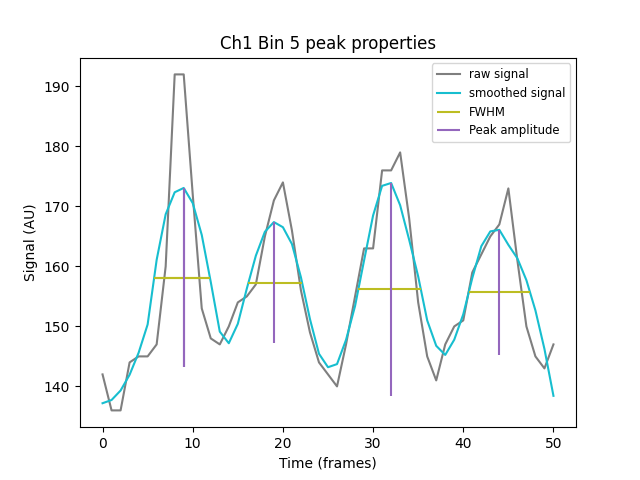 Ch1 Bin 5 peak properties
raw signal
smoothed signal
FWHM
Peak amplitude
Signal (AU)
190
180
170
160
150
140
0 10 20 30 40 50
Time (frames)